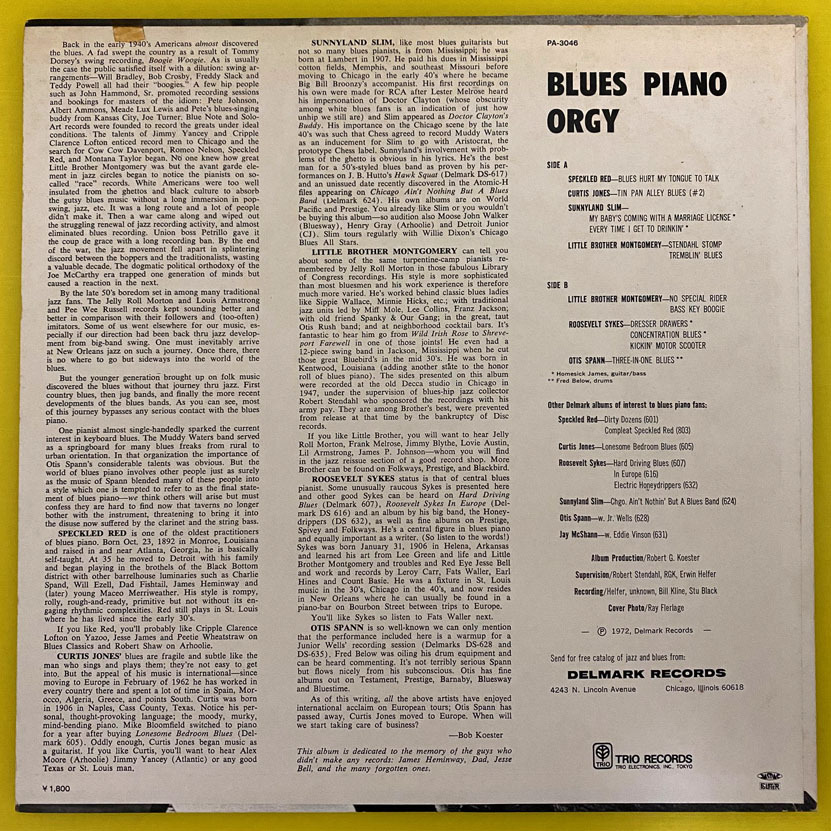 Back in the early 1940's Americans almost discovered
the blues. A fad swept the country as a result of Tommy
Dorsey's swing recording, Boogie Woogie. As is usually
the case the public satisfied itself with a dilution: swing ar-
rangements—Will Bradley, Bob Crosby, Freddy Slack and
Teddy Powell all had their "boogies." A few hip people
such as John Hammond, Sr. promoted recording sessions
and bookings for masters of the idiom: Pete Johnson,
Albert Ammons, Meade Lux Lewis and Pete's blues-singing
buddy from Kansas City, Joe Turner. Blue Note and Solo-
Art records were founded to record the greats under ideal
conditions. The talents of Jimmy Yancey and Cripple
Clarence Lofton enticed record men to Chicago and the
search for Cow Cow Davenport, Romeo Nelson, Speckled
Red, and Montana Taylor began. No one knew how great
Little Brother Montgomery was but the avant garde ele-
ment in jazz circles began to notice the pianists on so-
called "race" records. White Americans were too well
insulated from the ghettos and black culture to absorb
the gutsy blues music without a long immersion in pop-
swing, jazz, etc. It was a long route and a lot of people
didn't make it. Then a war came along and wiped out
the struggling renewal of jazz recording activity, and almost
eliminated blues recording. Union boss Petrillo gave it
the coup de grace with a long recording ban. By the end
of the war, the jazz movement fell apart in splintering
discord between the boppers and the traditionalists, wasting
a valuable decade. The dogmatic political orthodoxy of the
Joe McCarthy era trapped one generation of minds but
caused a reaction in the next.
By the late 50's boredom set in among many traditional
jazz fans. The Jelly Roll Morton and Louis Armstrong
and Pee Wee Russell records kept sounding better and
better in comparison with their followers and (too-often)
imitators. Some of us went elsewhere for our music, es-
pecially if our direction had been back thru jazz develop-
ment from big-band swing. One must inevitably arrive
at New Orleans jazz on such a journey. Once there, there
is no where to go but sideways into the world of the
blues.
But the younger generation brought up on folk music
discovered the blues without that journey thru jazz. First
country blues, then jug bands, and finally the more recent
developments of the blues bands. As you can see, most
of this journey bypasses any serious contact with the blues
piano.
One pianist almost single-handedly sparked the current
interest in keyboard blues. The Muddy Waters band served
as a springboard for many blues freaks from rural to
urban orientation. In that organization the importance of
Otis Spann's considerable talents was obvious. But the
world of blues piano involves other people just as surely
as the music of Spann blended many of these people into
a style which one is tempted to refer to as the final state-
ment of blues piano—we think others will arise but must
confess they are hard to find now that taverns no longer
bother with the instrument, threatening to bring it into
the disuse now suffered by the clarinet and the string bass.
SPECKLED RED is one of the oldest practitioners
of blues piano. Born Oct. 23, 1892 in Monroe, Louisiana
and raised in and near Atlanta, Georgia, he is basically
self-taught. At 35 he moved to Detroit with his family
and began playing in the brothels of the Black Bottom
district with other barrelhouse luminaries such as Charlie
Spand, Will Ezell, Dad Fishtail, James Heminway and
(later) young Maceo Merriweather. His style is rompy,
rolly, rough-and-ready, primitive but not without its en-
gaging rhythmic complexities. Red still plays in St. Louis
where he has lived since the early 30's.
If you like Red, you'll probably like Cripple Clarence
Lofton on Yazoo, Jesse James and Peetie Wheatstraw on
Blues Classics and Robert Shaw on Arhoolie.
CURTIS JONES' blues are fragile and subtle like the
man who sings and plays them; they're not easy to get
into. But the appeal of his music is international—since
moving to Europe in February of 1962 he has worked in
every country there and spent a lot of time in Spain, Mor-
occo, Algeria, Greece, and points South. Curtis was born
in 1906 in Naples, Cass County, Texas. Notice his per-
sonal, thought-provoking language; the moody, murky,
mind-bending piano. Mike Bloomfield switched to piano
for a year after buying Lonesome Bedroom Blues (Del-
mark 605). Oddly enough, Curtis Jones began music as
a guitarist. If you like Curtis, you'll want to hear Alex
Moore (Arhoolie) Jimmy Yancey (Atlantic) or any good
Texas or St. Louis man.
¥ 1,800
SUNNYLAND SLIM, like most blues guitarists but
not so many blues pianists, is from Mississippi; he was
born at Lambert in 1907. He paid his dues in Mississippi
cotton fields, Memphis, and southeast Missouri before
moving to Chicago in the early 40's where he became
Big Bill Broonzy's accompanist. His first recordings on
his own were made for RCA after Lester Melrose heard
his impersonation of Doctor Clayton (whose obscurity
among white blues fans is an indication of just how
unhip we still are) and Slim appeared as Doctor Clayton's
Buddy. His importance on the Chicago scene by the late
40's was such that Chess agreed to record Muddy Waters
as an inducement for Slim to go with Aristocrat, the
prototype Chess label. Sunnyland's involvement with prob-
lems of the ghetto is obvious in his lyrics. He's the best
man for a 50's-styled blues band as proven by his per-
formances on J. B. Hutto's Hawk Squat (Delmark DS-617)
and an unissued date recently discovered in the Atomic-H
files appearing on Chicago Ain't Nothing But A Blues
Band (Delmark 624). His own albums are on World
Pacific and Prestige. You already like Slim or you wouldn't
be buying this album—so audition also Moose John Walker
(Bluesway), Henry Gray (Arhoolie) and Detroit Junior
(CJ). Slim tours regularly with Willie Dixon's Chicago
Blues All Stars.
LITTLE BROTHER MONTGOMERY can tell you
about some of the same turpentine-camp pianists re-
membered by Jelly Roll Morton in those fabulous Library
of Congress recordings. His style is more sophisticated
than most bluesmen and his work experience is therefore
much more varied. He's worked behind classic blues ladies
like Sippie Wallace, Minnie Hicks, etc.; with traditional
jazz units led by Miff Mole, Lee Collins, Franz Jackson;
with old friend Spanky & Our Gang; in the great, taut
Otis Rush band; and at neighborhood cocktail bars. It's
fantastic to hear him go from Wild Irish Rose to Shreve-
port Farewell in one of those joints! He even had a
12-piece swing band in Jackson, Mississippi when he cut
those great Bluebird's in the mid 30's. He was born in
Kentwood, Louisiana (adding another state to the honor
roll of blues piano). The sides presented on this album
were recorded at the old Decca studio in Chicago in
1947, under the supervision of blues-hip jazz collector
Robert Stendahl who sponsored the recordings with his
army pay. They are among Brother's best, were prevented
from release at that time by the bankruptcy of Disc
records.
If you like Little Brother, you will want to hear Jelly
Roll Morton, Frank Melrose, Jimmy Blythe, Lovie Austin,
Lil Armstrong, James P. Johnson—whom you will find
in the jazz reissue section of a good record shop. More
Brother can be found on Folkways, Prestige, and Blackbird.
ROOSEVELT SYKES status is that of central blues
pianist. Some unusually raucous Sykes is presented here
and other good Sykes can be heard on Hard Driving
Blues (Delmark 607), Roosevelt Sykes In Europe (Del-
mark DS 616) and an album by his big band, the Honey-
drippers (DS 632), as well as fine albums on Prestige,
Spivey and Folkways. He's a central figure in blues piano
and equally important as a writer. (So listen to the words!)
Sykes was born January 31, 1906 in Helena, Arkansas
and learned his art from Lee Green and life and Little
Brother Montgomery and troubles and Red Eye Jesse Bell
and work and records by Leroy Carr, Fats Waller, Earl
Hines and Count Basie. He was a fixture in St. Louis
music in the 30's, Chicago in the 40's, and now resides
in New Orleans where he can usually be found in a
piano-bar on Bourbon Street between trips to Europe.
You'll like Sykes so listen to Fats Waller next.
OTIS SPANN is so well-known we can only mention
that the performance included here is a warmup for a
Junior Wells' recording session (Delmarks DS-628 and
DS-635), Fred Below was oiling his drum equipment and
can be heard commenting. It's not terribly serious Spann
but flows nicely from his subconscious. Otis has fine
albums out on Testament, Prestige, Barnaby, Bluesway
and Bluestime.
As of this writing, all the above artists have enjoyed
international acclaim on European tours; Otis Spann has
passed away, Curtis Jones moved to Europe. When will
we start taking care of business?
—Bob Koester
This album is dedicated to the memory of the guys who
didn't make any records: James Heminway, Dad, Jesse
Bell, and the many forgotten ones.
PA-3046
BLUES PIANO
ORGY
SIDE A
SPECKLED RED—BLUES HURT MY TONGUE TO TALK
CURTIS JONES—TIN PAN ALLEY BLUES (#2)
SUNNYLAND SLIM—
MY BABY'S COMING WITH A MARRIAGE LICENSE*
EVERY TIME I GET TO DRINKIN'*
LITTLE BROTHER MONTGOMERY—STENDAHL STOMP
TREMBLIN' BLUES
SIDE B
LITTLE BROTHER MONTGOMERY—NO SPECIAL RIDER
BASS KEY BOOGIE
ROOSEVELT SYKES—DRESSER DRAWERS*
CONCENTRATION BLUES*
KICKIN' MOTOR SCOOTER
OTIS SPANN—THREE-IN-ONE BLUES**
* Homesick James, guitar/bass
** Fred Below, drums
Other Delmark albums of interest to blues piano fans:
Speckled Red—Dirty Dozens (601)
Compleat Speckled Red (803)
Curtis Jones—Lonesome Bedroom Blues (605)
Roosevelt Sykes—Hard Driving Blues (607)
In Europe (616)
Electric Honeydrippers (632)
Sunnyland Slim—Chgo. Ain't Nothin' But A Blues Band (624)
Otis Spann—w. Jr. Wells (628)
Jay McShann—w. Eddie Vinson (631)
Album Production/Robert G. Koester
Supervision/Robert Stendahl, RGK, Erwin Helfer
Recording/Helfer, unknown, Bill Kline, Stu Black
Cover Photo/Ray Flerlage
— ℗ 1972, Delmark Records —
Send for free catalog of jazz and blues from:
DELMARK RECORDS
4243 N. Lincoln Avenue Chicago, Illinois 60618
TRIO
TRIO RECORDS
TRIO ELECTRONICS, INC., TOKYO